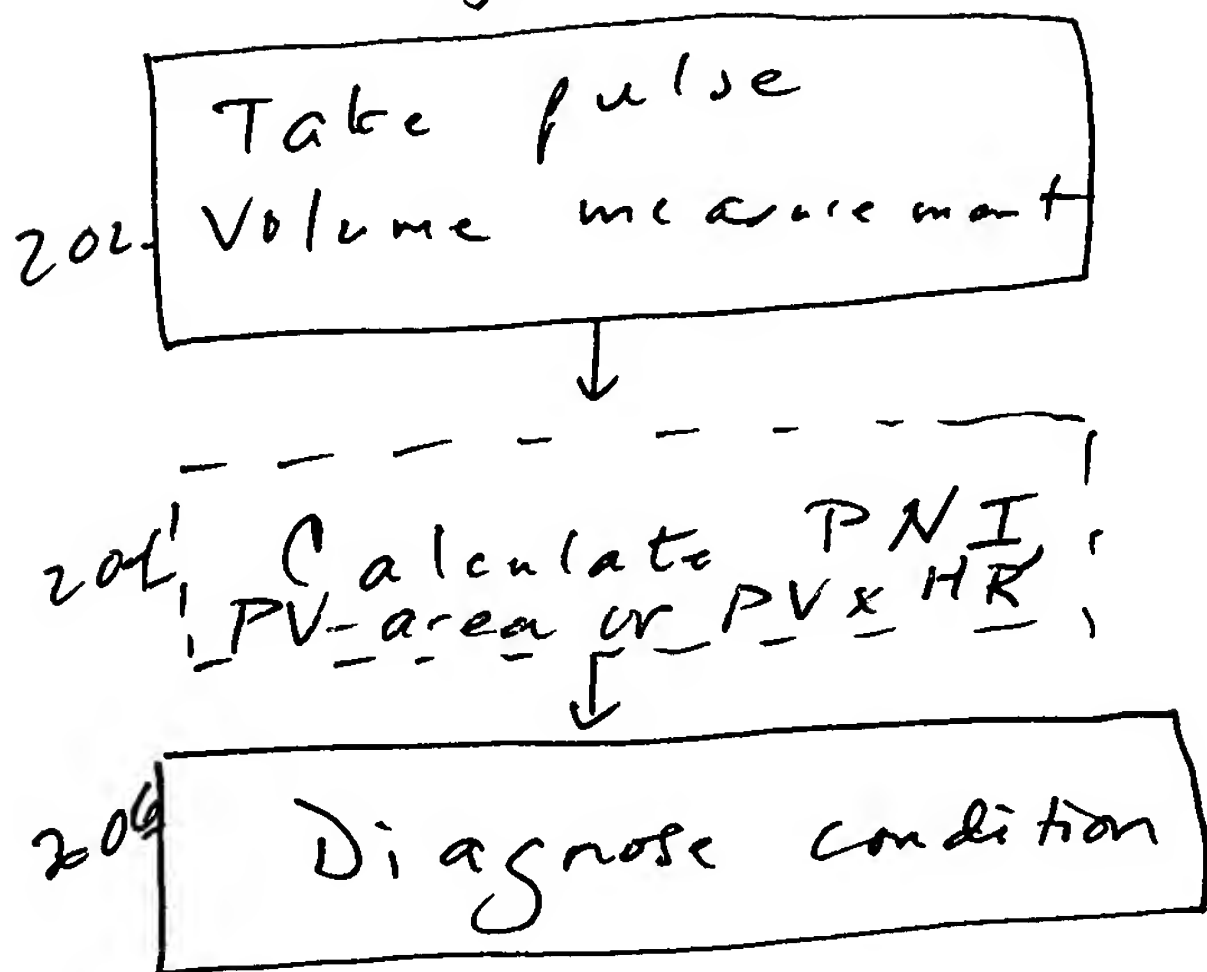 Take pulse
202 Volume measurement
204 Calculate PNI,
PV-area or PV x HR
206 Diagnose condition